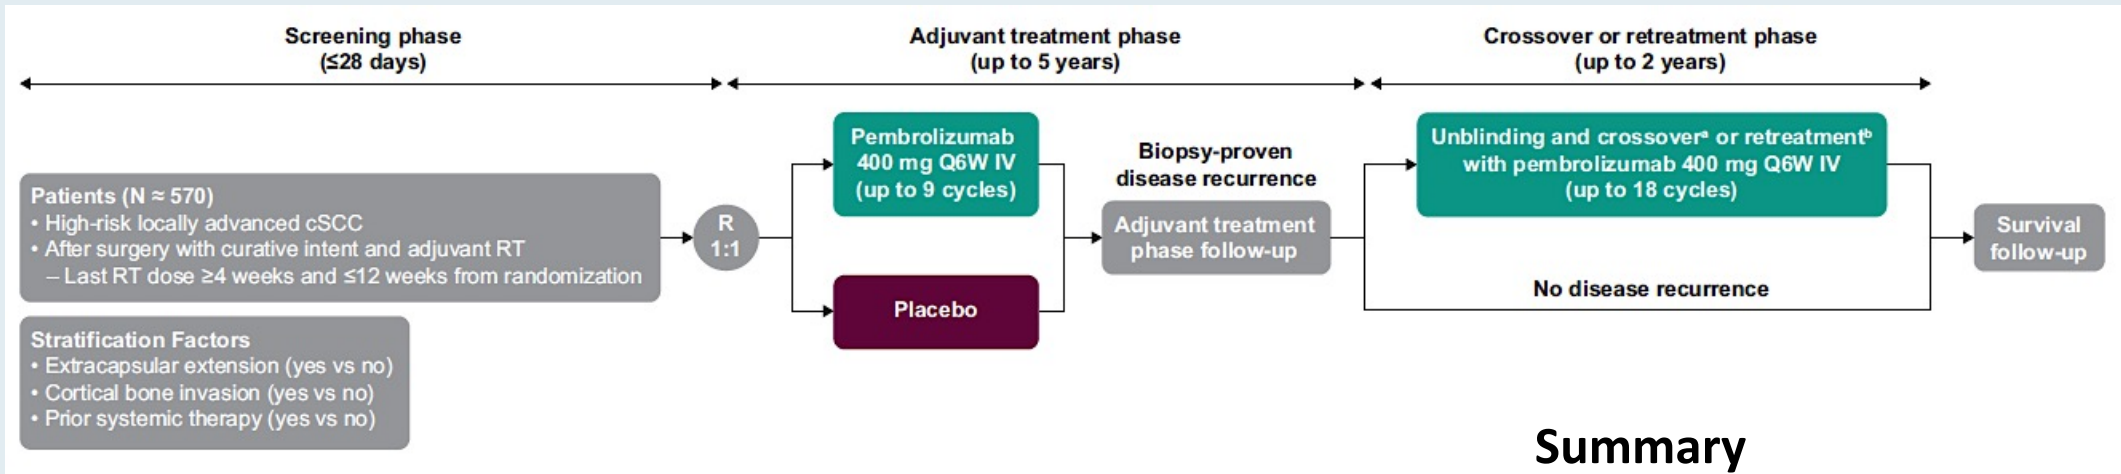 Screening phase
(≤28 days)
Adjuvant treatment phase
(up to 5 years)
Crossover or retreatment phase
(up to 2 years)
Patients (N ≈ 570)
• High-risk locally advanced cSCC
• After surgery with curative intent and adjuvant RT
– Last RT dose ≥4 weeks and ≤12 weeks from randomization
Stratification Factors
• Extracapsular extension (yes vs no)
• Cortical bone invasion (yes vs no)
• Prior systemic therapy (yes vs no)
R
1:1
Pembrolizumab
400 mg Q6W IV
(up to 9 cycles)
Placebo
Biopsy-proven
disease recurrence
Adjuvant treatment
phase follow-up
Unblinding and crossoverᵃ or retreatmentᵇ
with pembrolizumab 400 mg Q6W IV
(up to 18 cycles)
No disease recurrence
Survival
follow-up
Summary